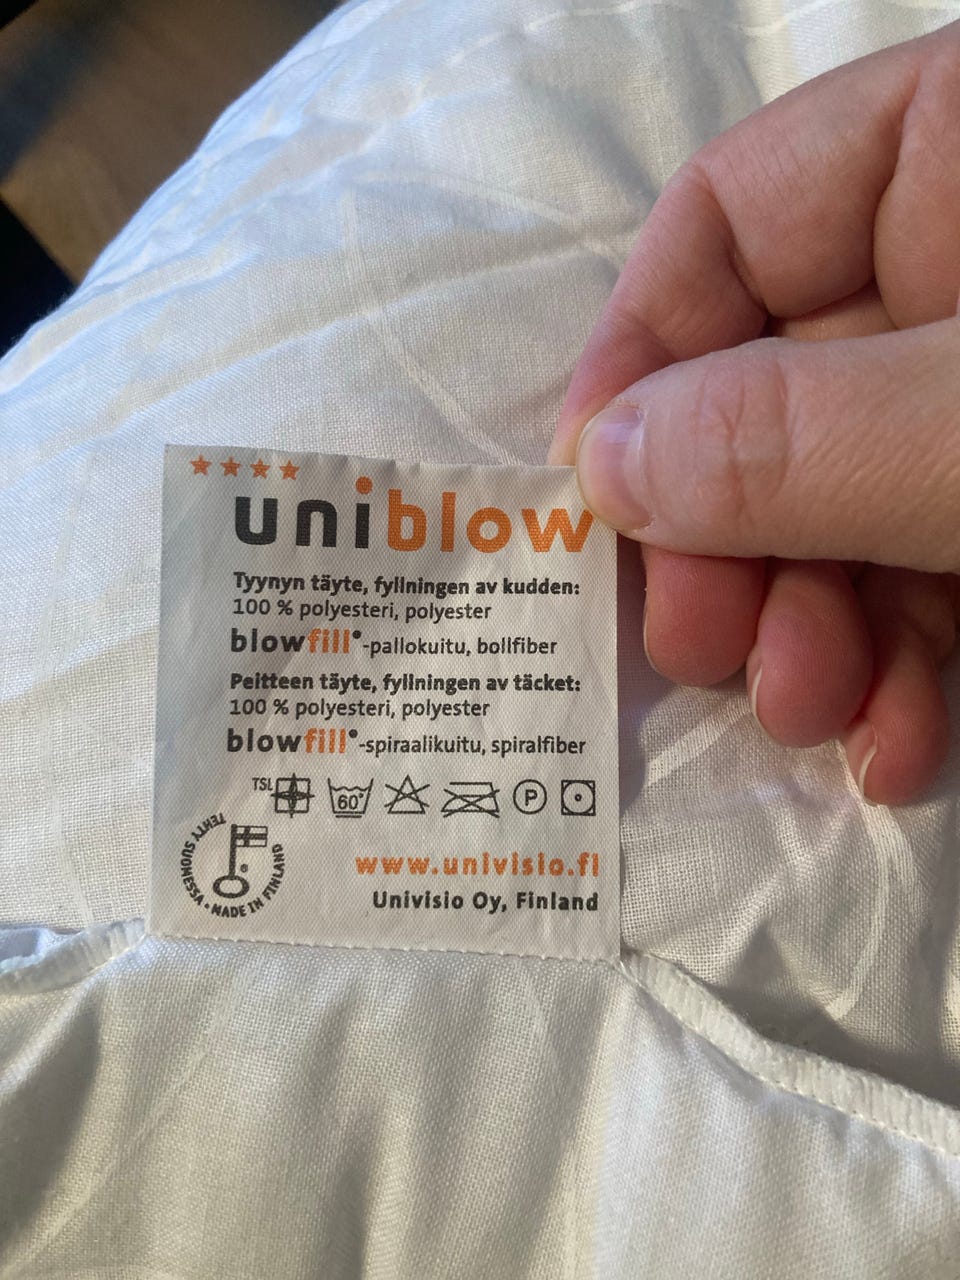 uniblow
Tyynyn täyte, fyllningen av kudden:
100 % polyesteri, polyester
blowfill®-pallokuitu, bollfiber
Peitteen täyte, fyllningen av täcket:
100 % polyesteri, polyester
blowfill®-spiraalikuitu, spiralfiber
TSL 60° P
TEHTY SUOMESSA • MADE IN FINLAND
www.univisio.fi
Univisio Oy, Finland